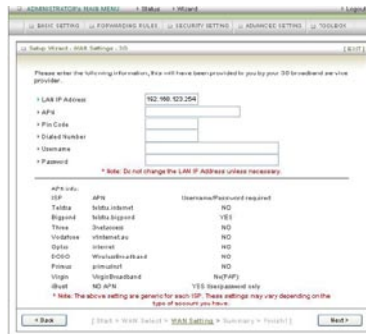 ADMINISTRATOR's MAIN MENU Status Wizard Logout
BASIC SETTING FORWARDING RULES SECURITY SETTING ADVANCED SETTING TOOLBOX
Setup Wizard - WAN Settings - 3G [EXIT]
Please enter the following information, this will have been provided to you by your 3G broadband service
provider.
LAN IP Address 192.168.123.254
APN
Pin Code
Dialed Number
Username
Password
* Note: Do not change the LAN IP Address unless necessary.
APN info:
ISP APN Username/Password required
Telstra telstra.internet NO
Bigpond telstra.bigpond YES
Three 3netaccess NO
Vodafone vfinternet.au NO
Optus internet NO
DODO WirelessBroadband NO
Primus primusinet NO
Virgin VirginBroadband No(PAP)
iBurst NO APN YES Userpassword only
* Note: The above setting are generic for each ISP. These settings may vary depending on the
type of account you have.
< Back [ Start > WAN Select > WAN Setting > Summary > Finish! ] Next >